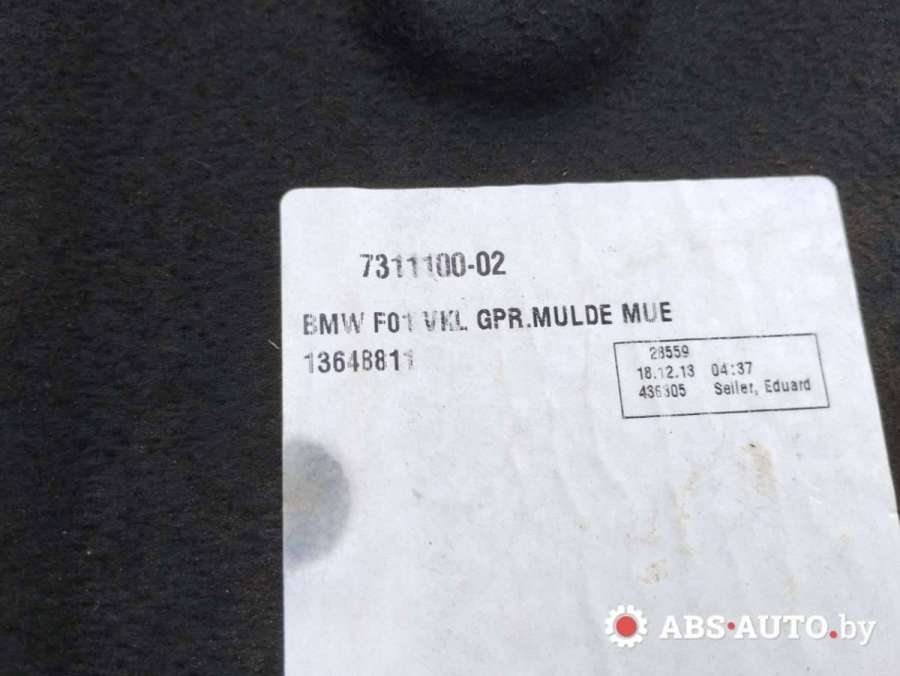 7311100-02
BMW F01 VKL GPR.MULDE MUE
13648811
28559
18.12.13 04:37
436305 Seiler, Eduard
ABS-AUTO.by